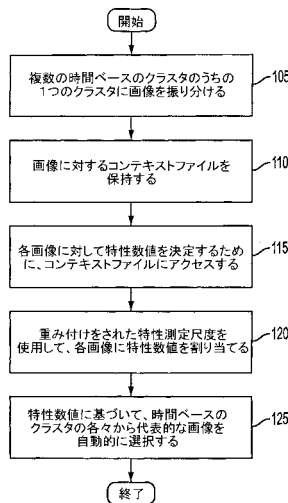 開始
複数の時間ベースのクラスタのうちの
1つのクラスタに画像を振り分ける
105
画像に対するコンテキストファイルを
保持する
110
各画像に対して特性数値を決定するため
に、コンテキストファイルにアクセスする
115
重み付けをされた特性測定尺度を
使用して、各画像に特性数値を割り当てる
120
特性数値に基づいて、時間ベースの
クラスタの各々から代表的な画像を
自動的に選択する
125
終了